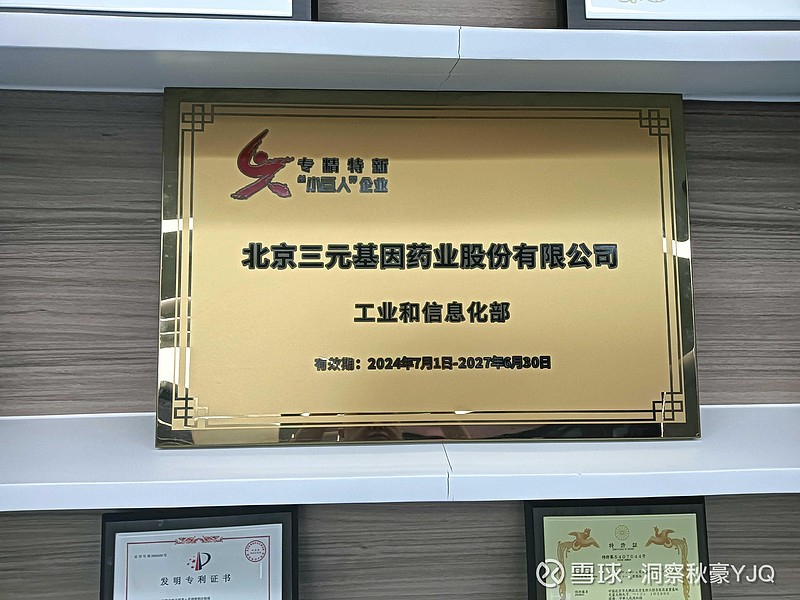 专精特新
“小巨人”企业
北京三元基因药业股份有限公司
工业和信息化部
有效期：2024年7月1日-2027年6月30日
发明专利证书
特許証
雪球：洞察秋豪YJQ